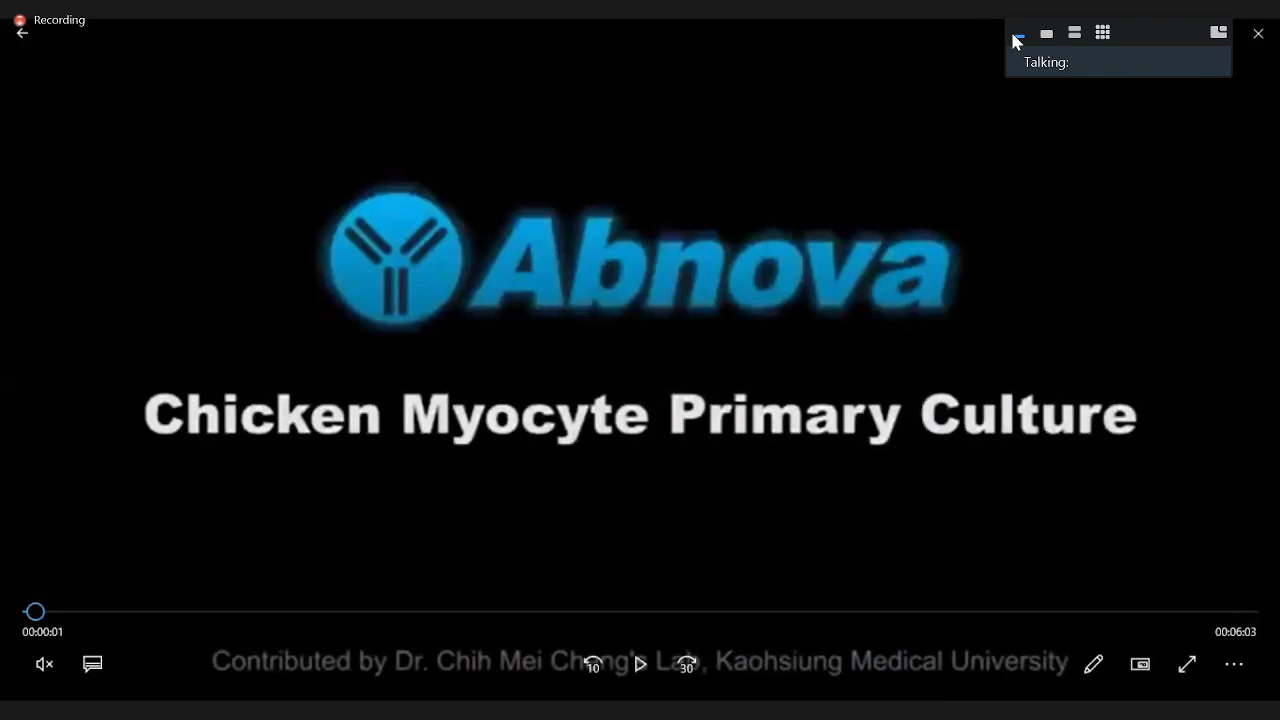 Recording
Talking:
Abnova
Chicken Myocyte Primary Culture
00:00:01
00:06:03
Contributed by Dr. Chih Mei Ch Lab, Kaohsiung Medical University
10
30